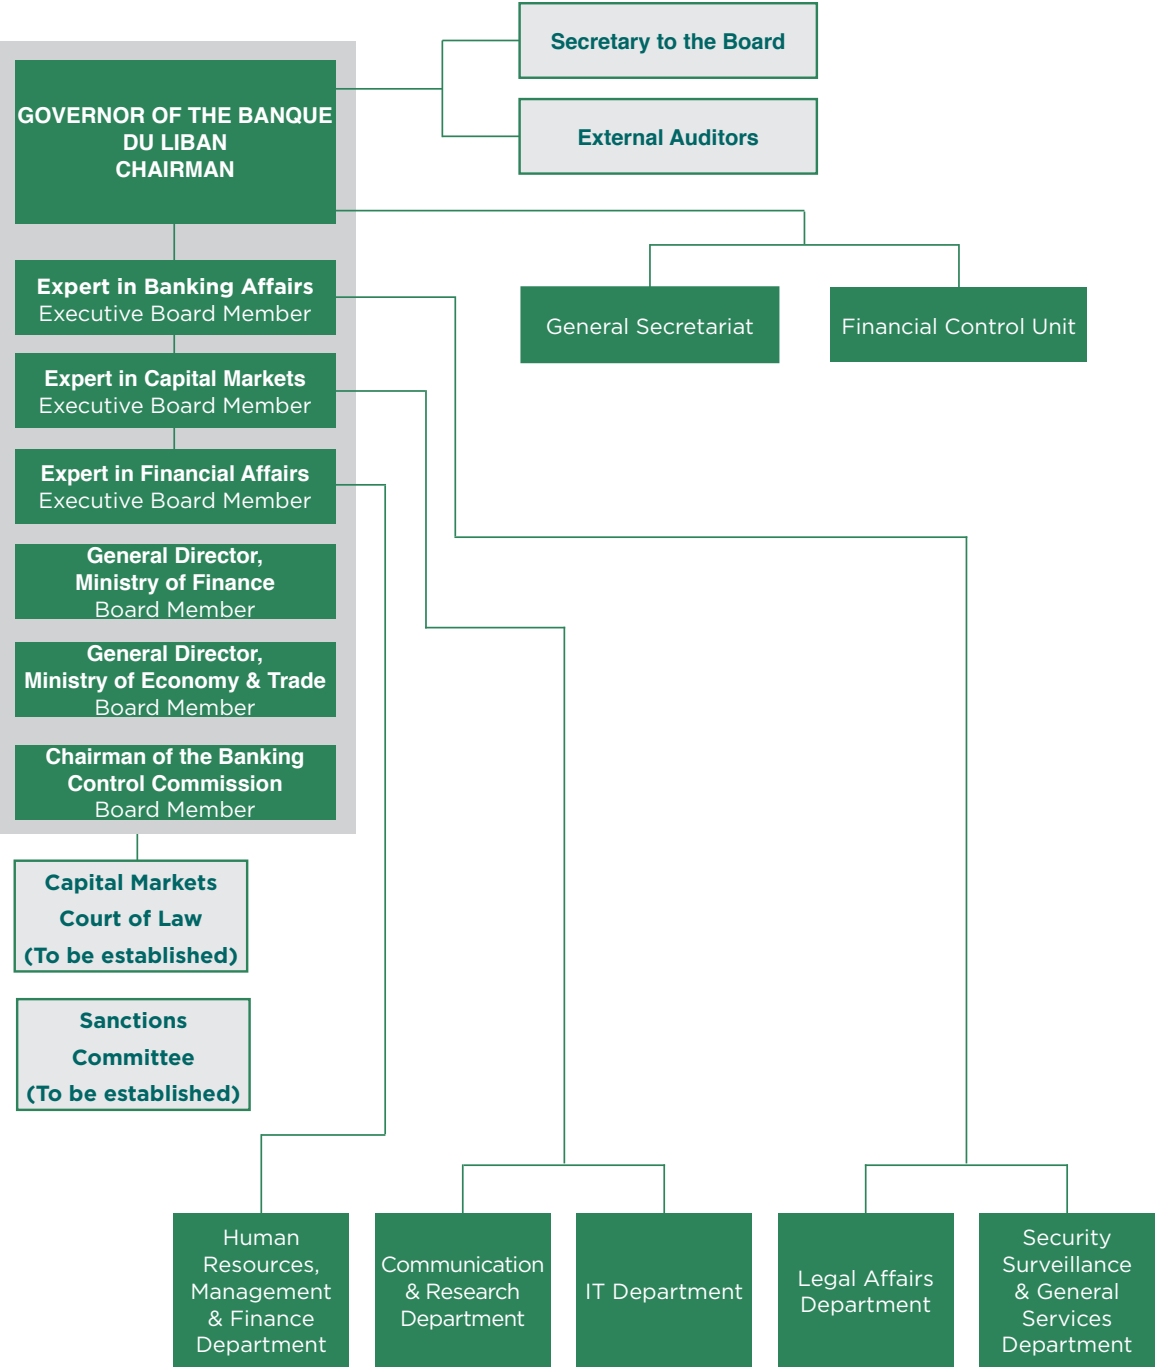 Secretary to the Board
External Auditors
GOVERNOR OF THE BANQUE
DU LIBAN
CHAIRMAN
Expert in Banking Affairs
Executive Board Member
General Secretariat
Financial Control Unit
Expert in Capital Markets
Executive Board Member
Expert in Financial Affairs
Executive Board Member
General Director,
Ministry of Finance
Board Member
General Director,
Ministry of Economy & Trade
Board Member
Chairman of the Banking
Control Commission
Board Member
Capital Markets
Court of Law
(To be established)
Sanctions
Committee
(To be established)
Human
Resources,
Management
& Finance
Department
Communication
& Research
Department
IT Department
Legal Affairs
Department
Security
Surveillance
& General
Services
Department